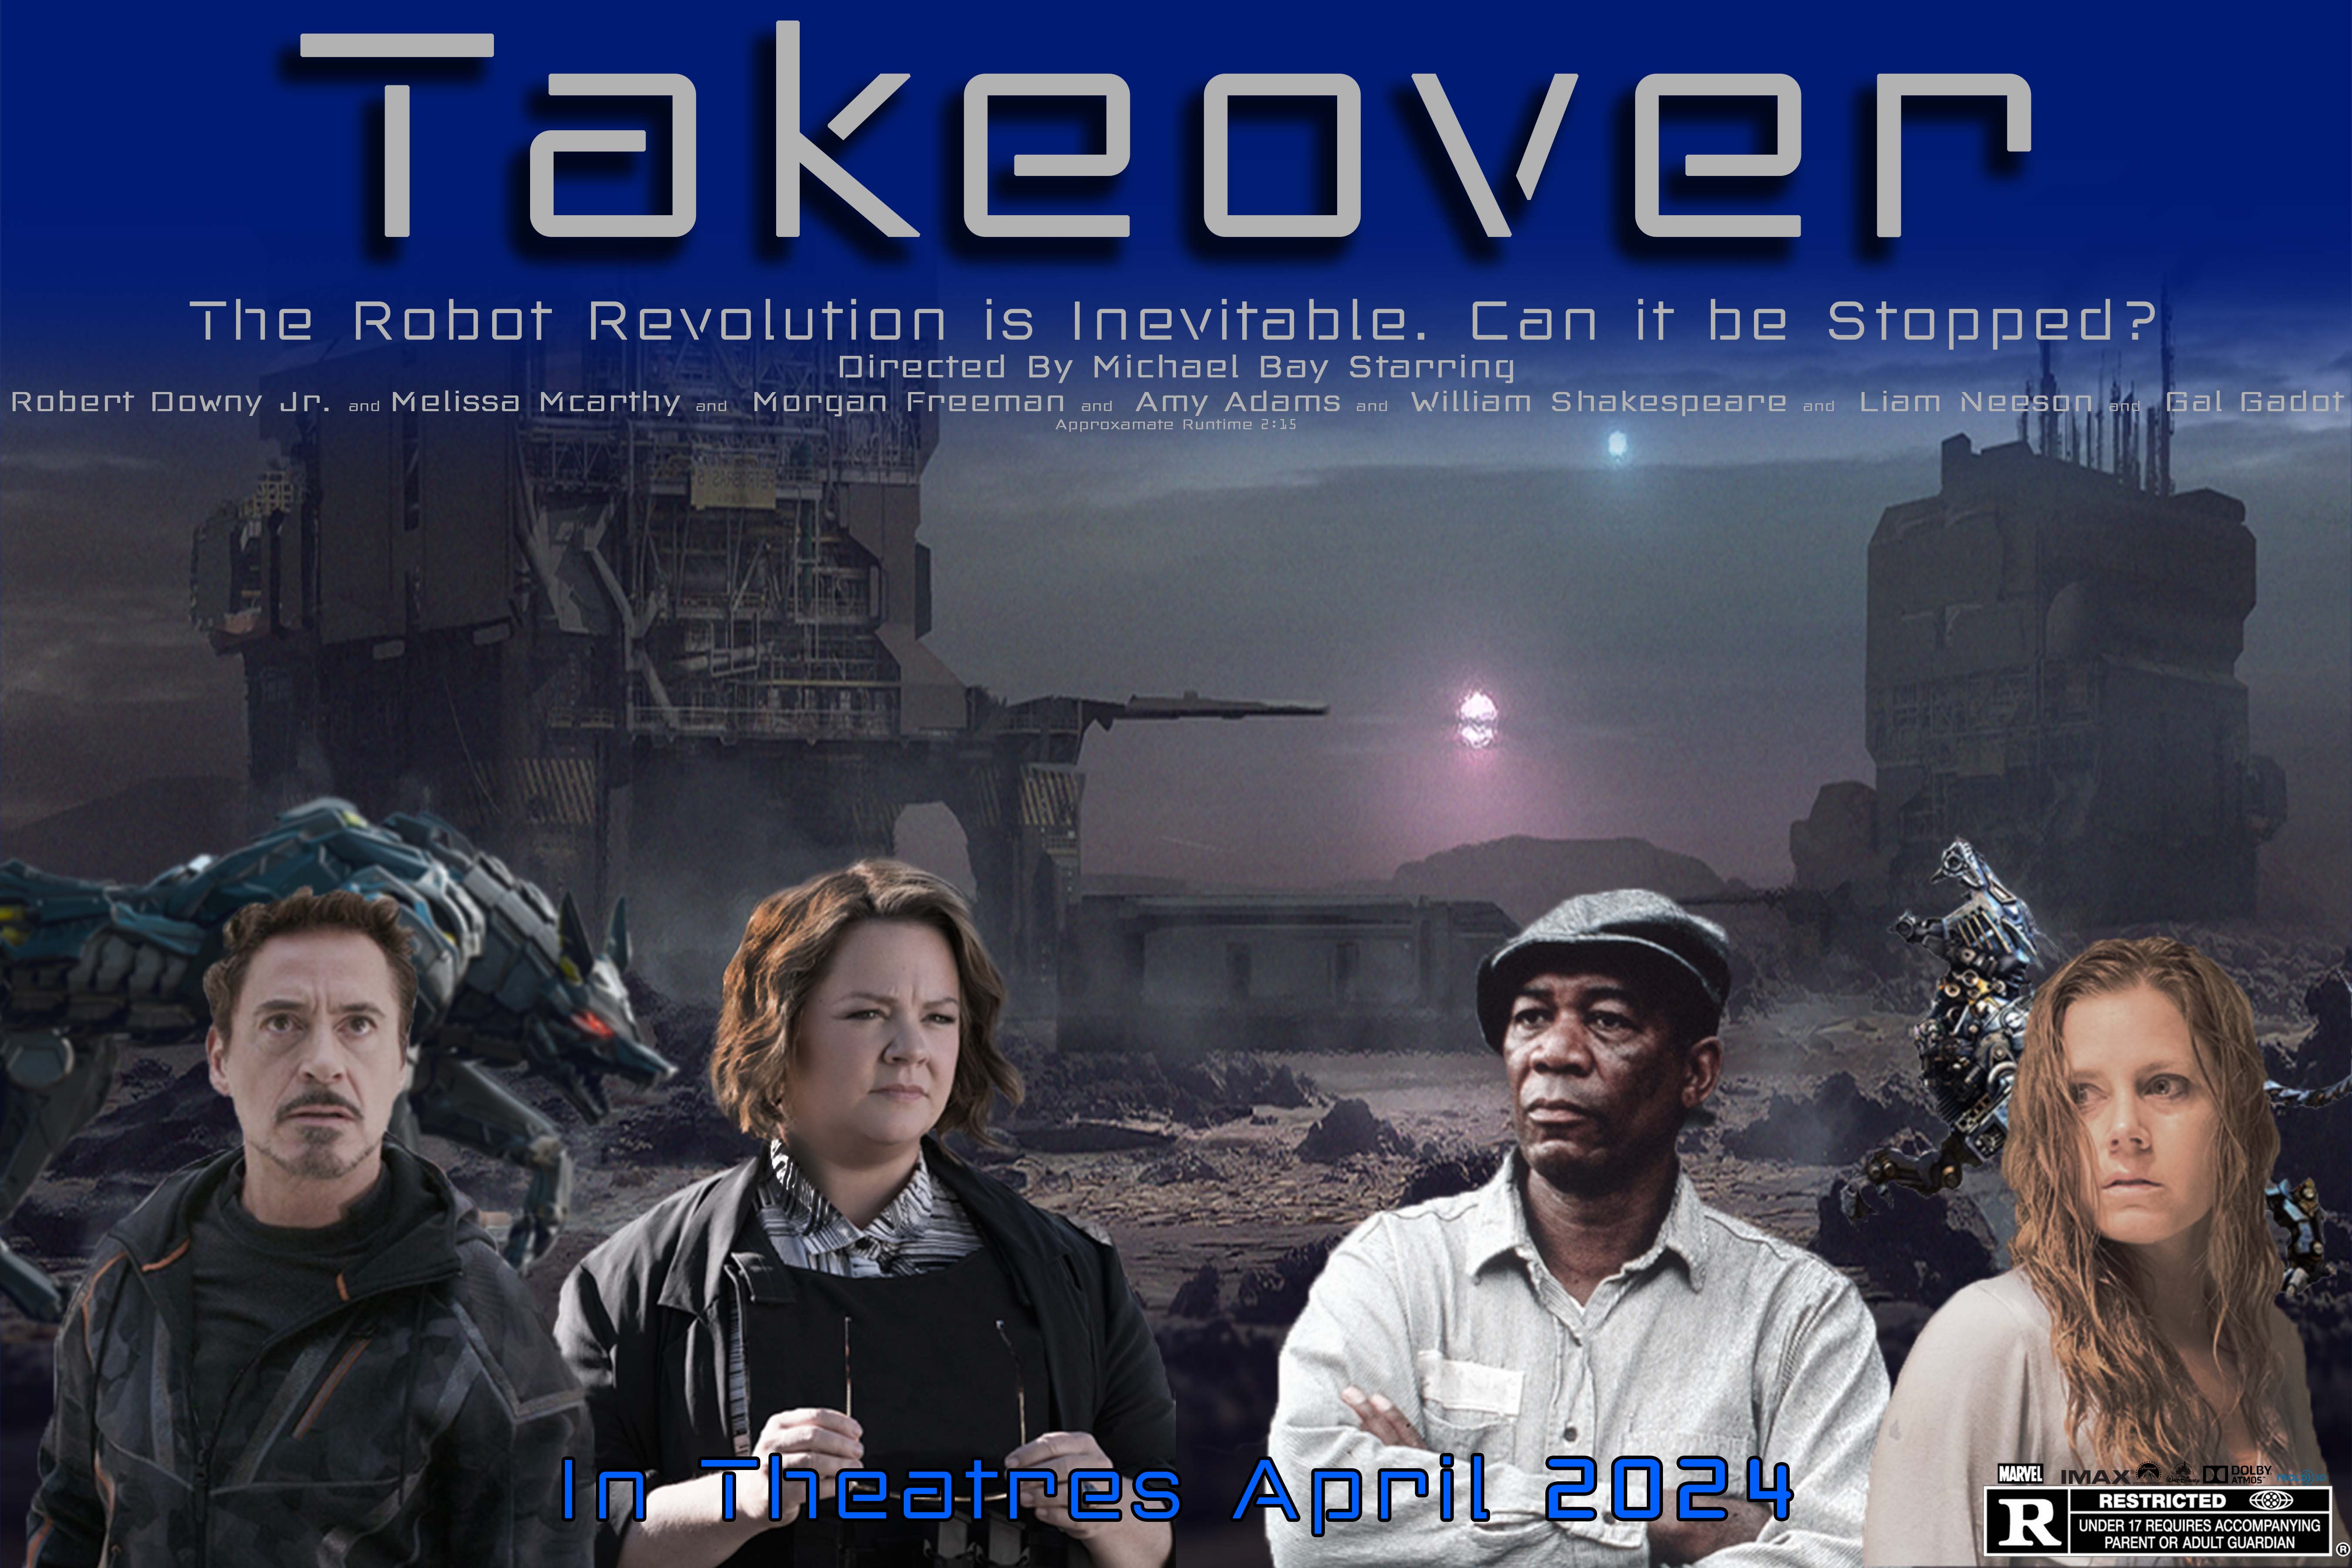 Takeover
The Robot Revolution is Inevitable. Can it be Stopped?
Directed By Michael Bay Starring
Robert Downy Jr. and Melissa Mcarthy and Morgan Freeman and Amy Adams and William Shakespeare and Liam Neeson and Gal Gadot
Approxamate Runtime 2:15
In Theatres April 2024
MARVEL IMAX DOLBY
ATMOS
R RESTRICTED
UNDER 17 REQUIRES ACCOMPANYING
PARENT OR ADULT GUARDIAN
®